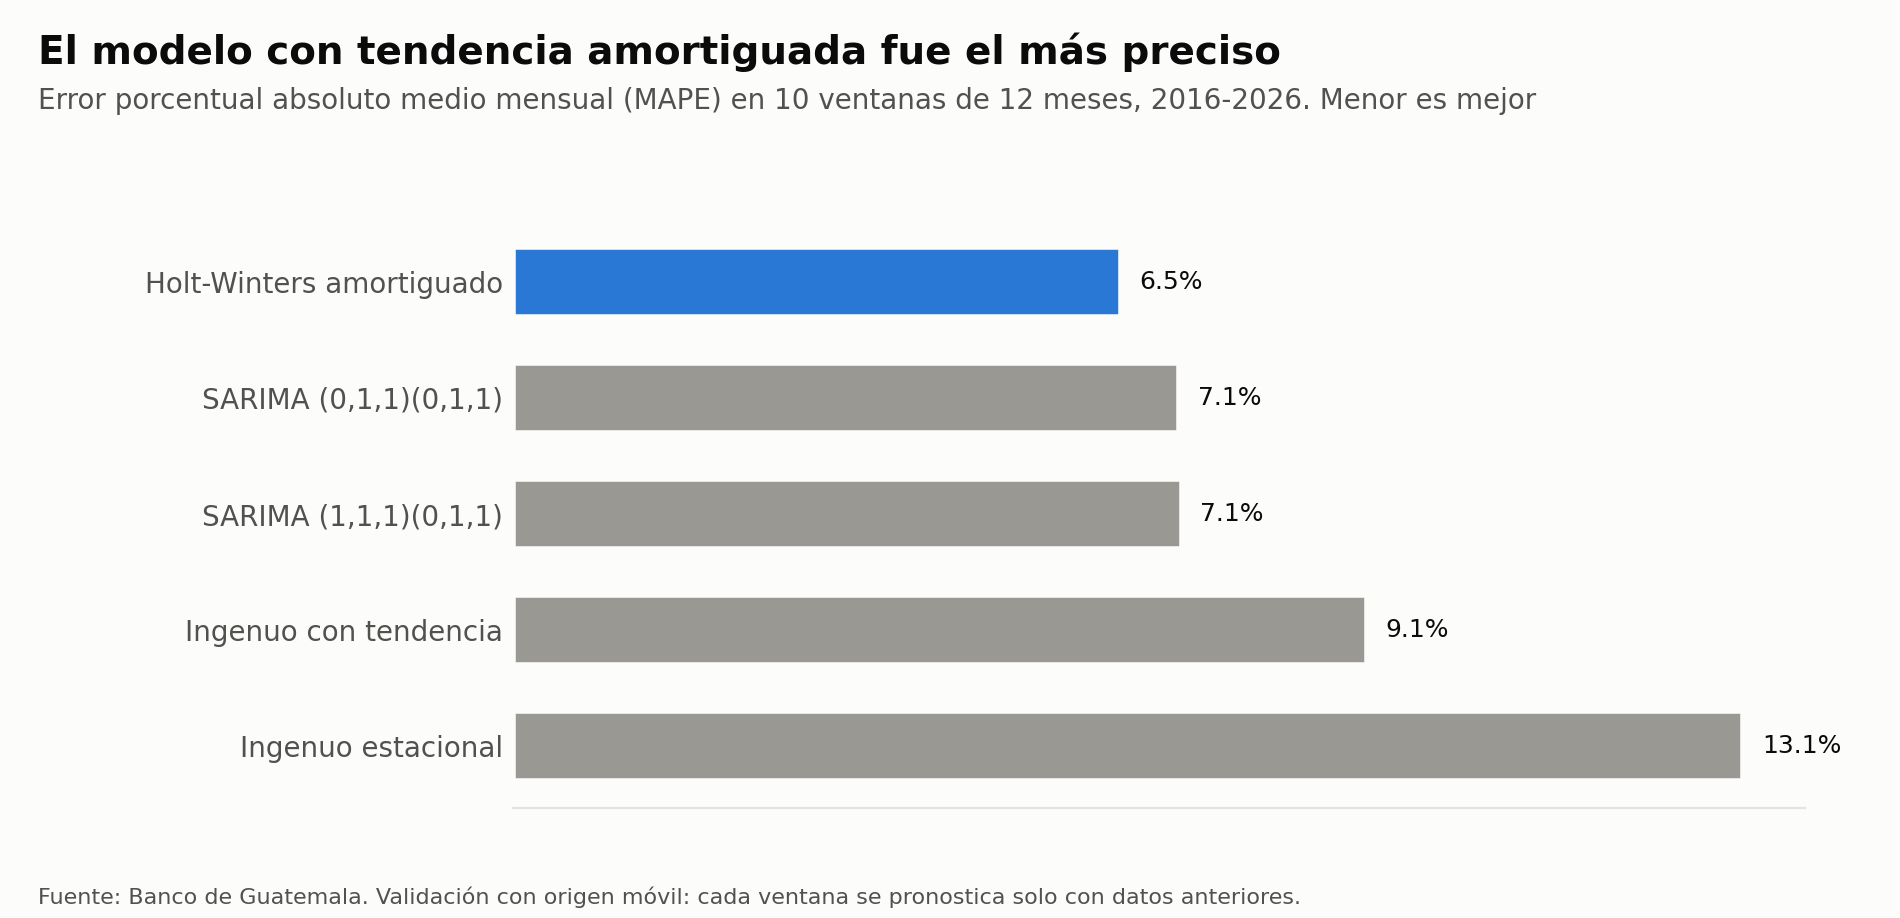 El modelo con tendencia amortiguada fue el más preciso
Error porcentual absoluto medio mensual (MAPE) en 10 ventanas de 12 meses, 2016-2026. Menor es mejor
Holt-Winters amortiguado 6.5%
SARIMA (0,1,1)(0,1,1) 7.1%
SARIMA (1,1,1)(0,1,1) 7.1%
Ingenuo con tendencia 9.1%
Ingenuo estacional 13.1%
Fuente: Banco de Guatemala. Validación con origen móvil: cada ventana se pronostica solo con datos anteriores.